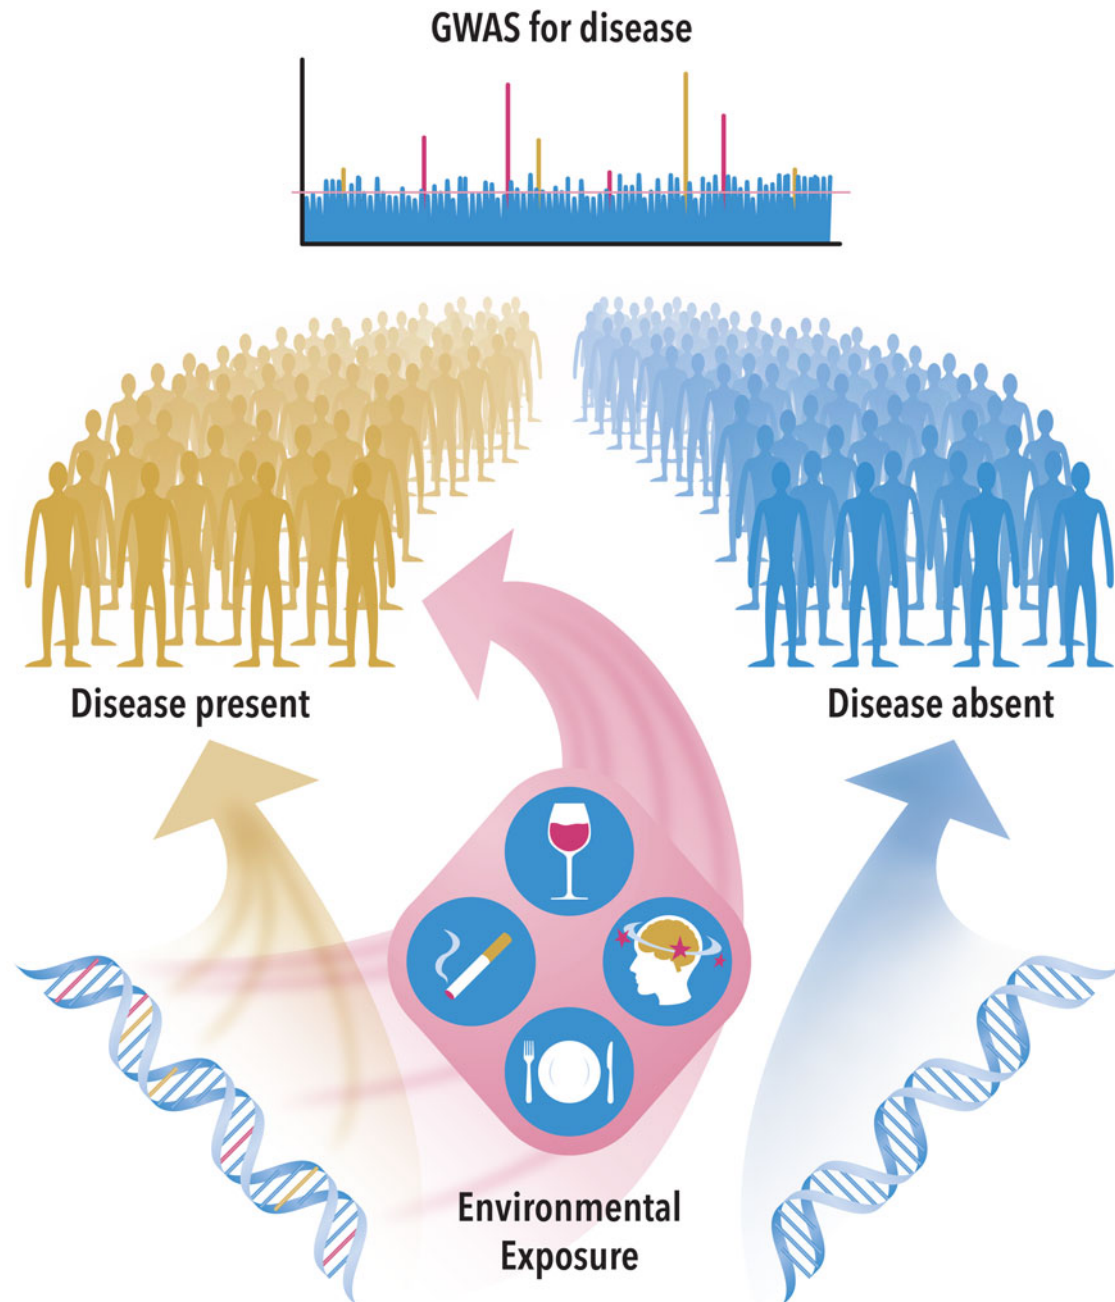 GWAS for disease
Disease present
Disease absent
Environmental
Exposure